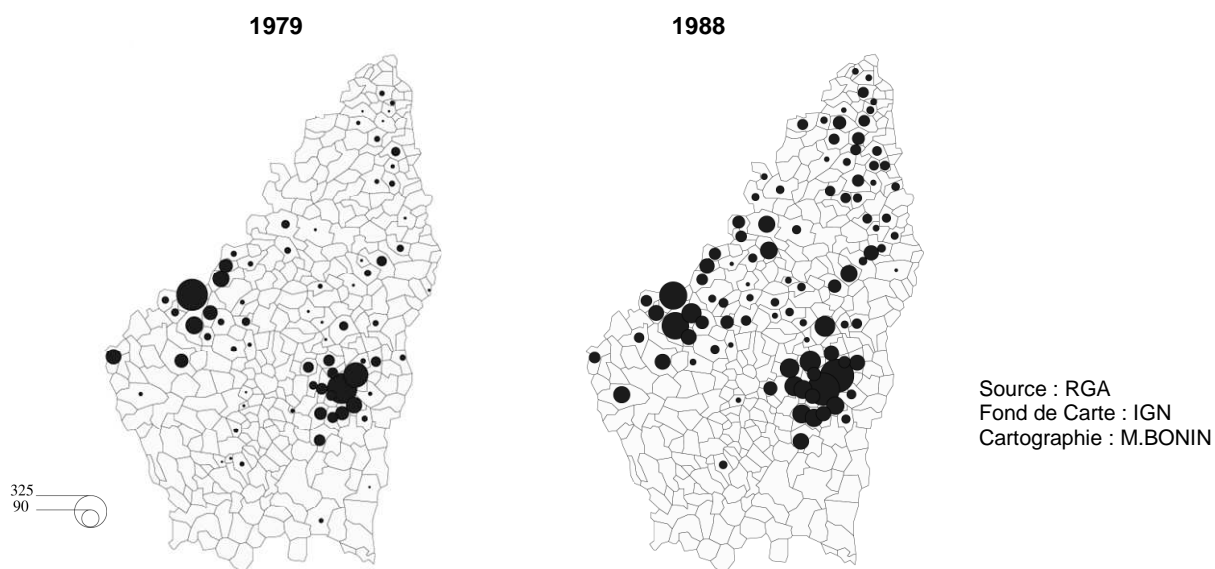 1979
1988
Source : RGA
Fond de Carte : IGN
Cartographie : M.BONIN
325
90